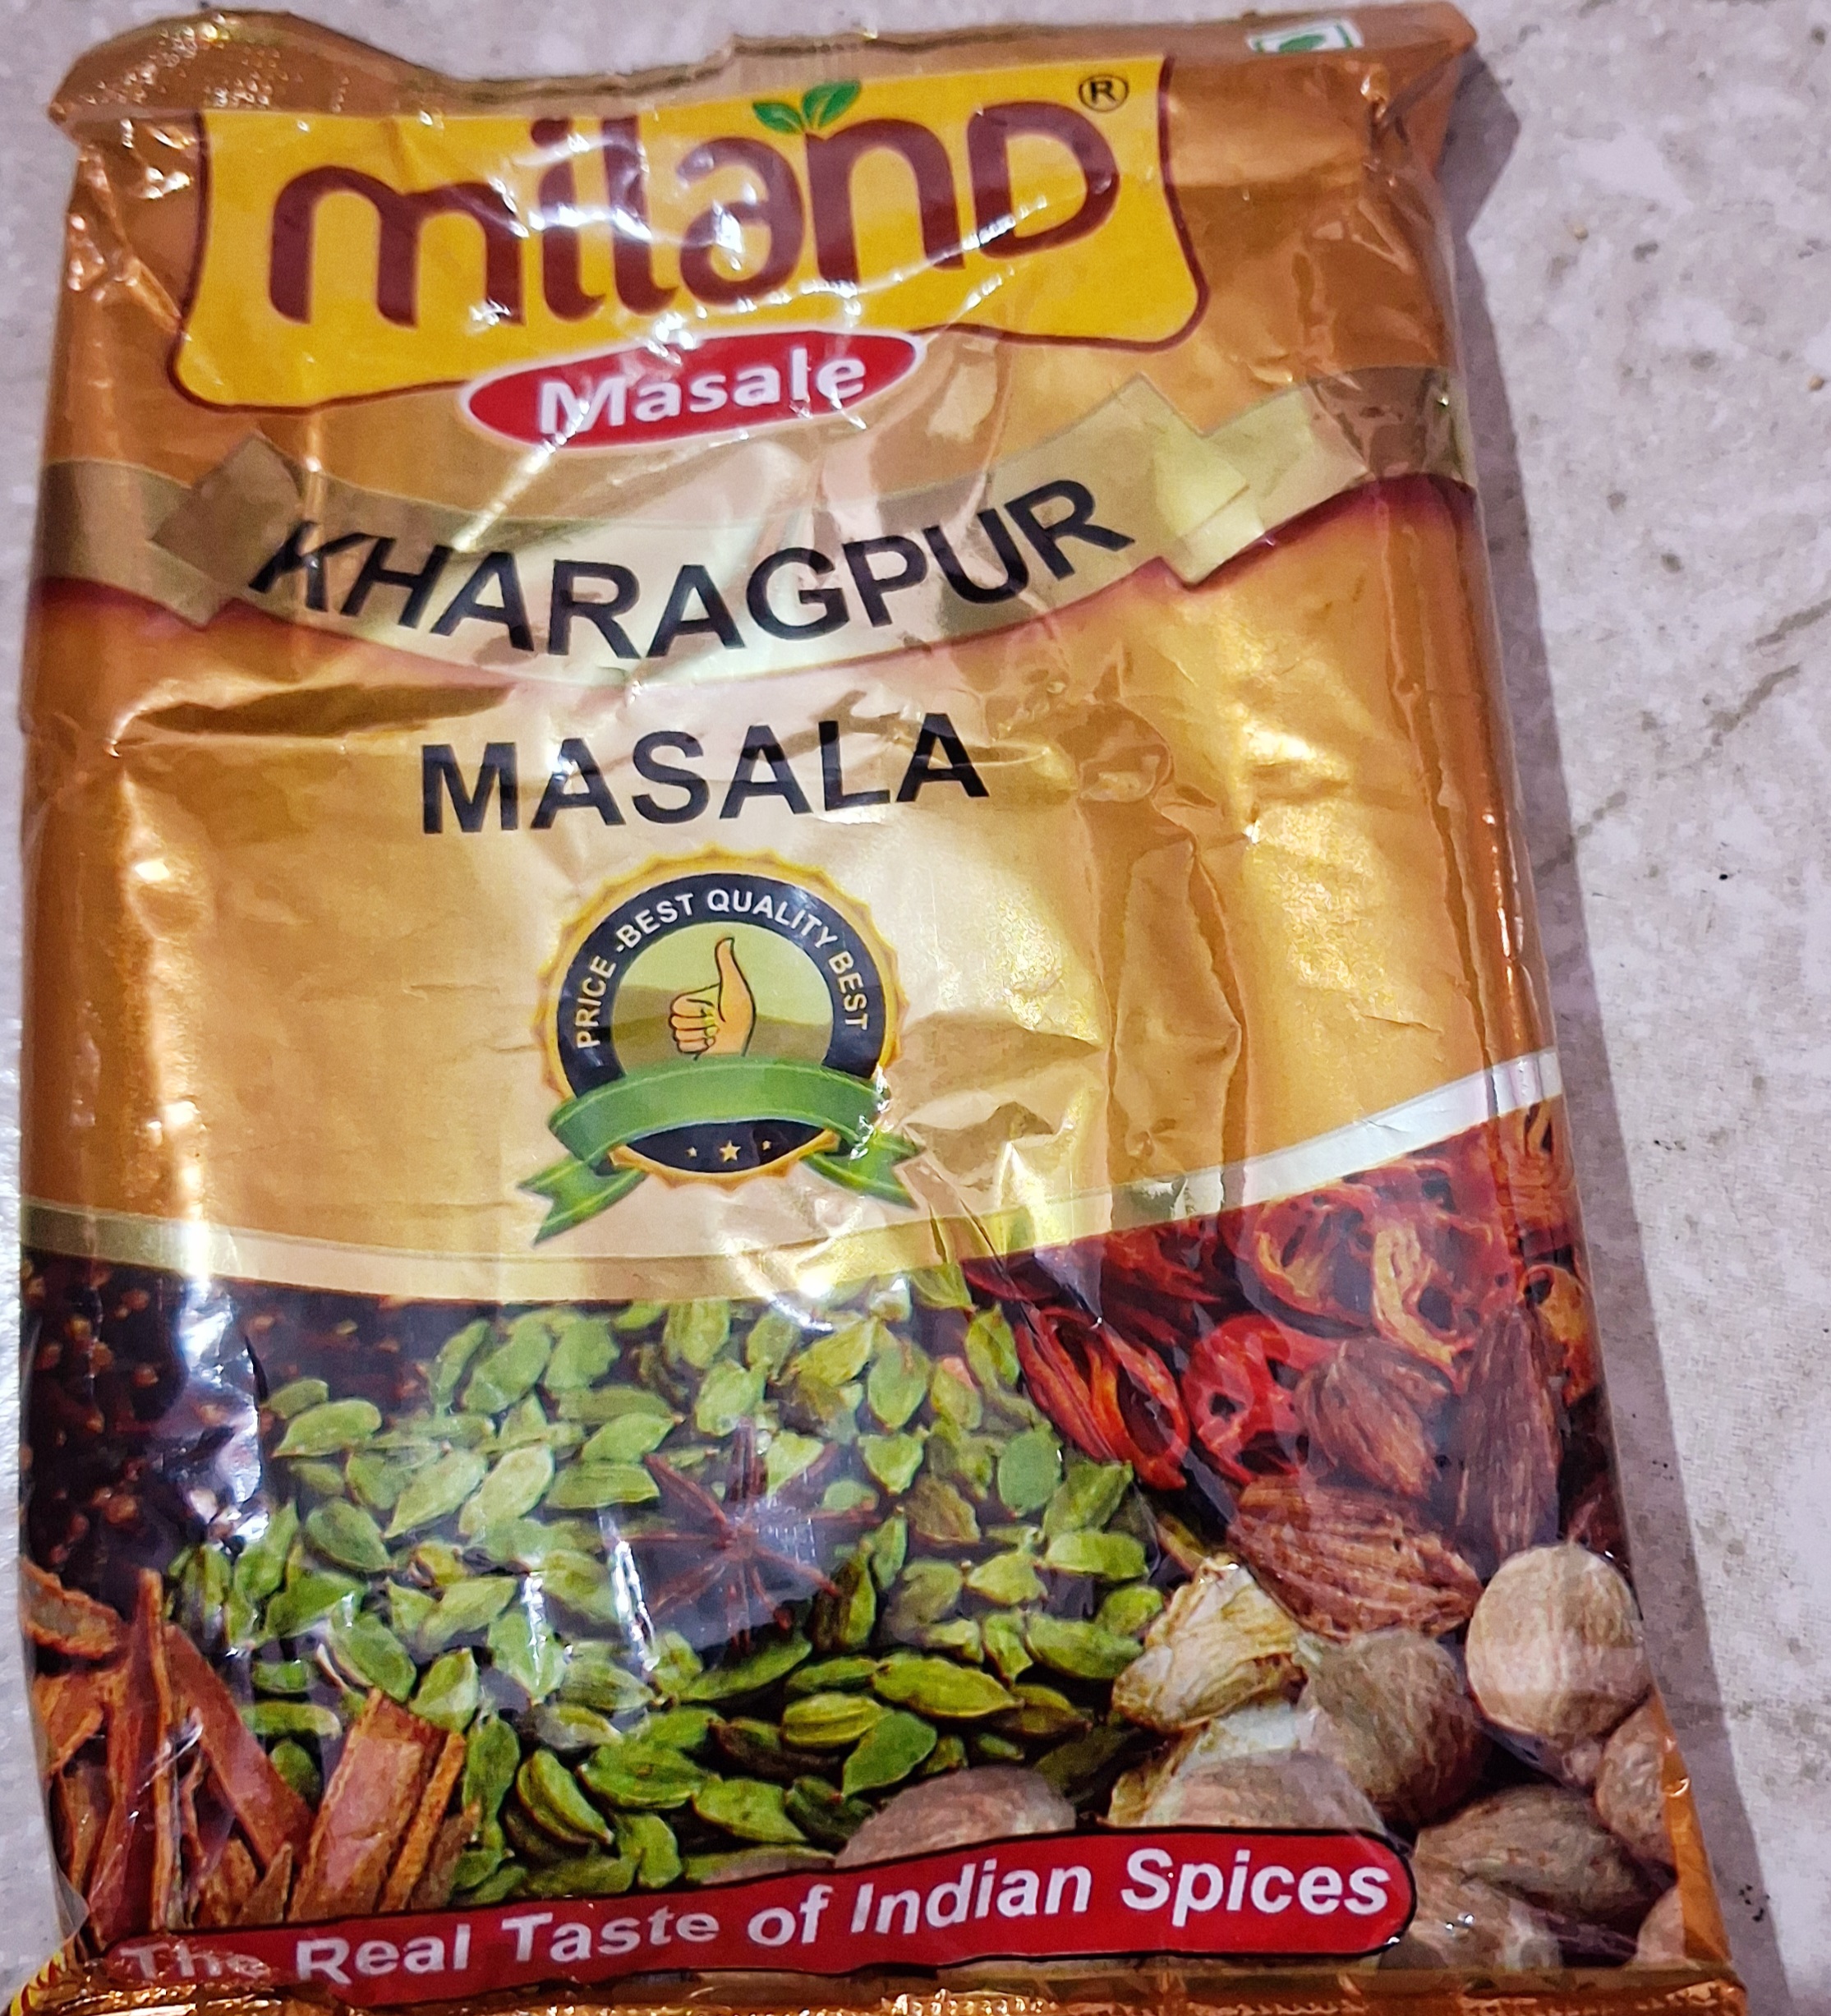 milanD®
Masale
KHARAGPUR
MASALA
PRICE -BEST QUALITY BEST
The Real Taste of Indian Spices